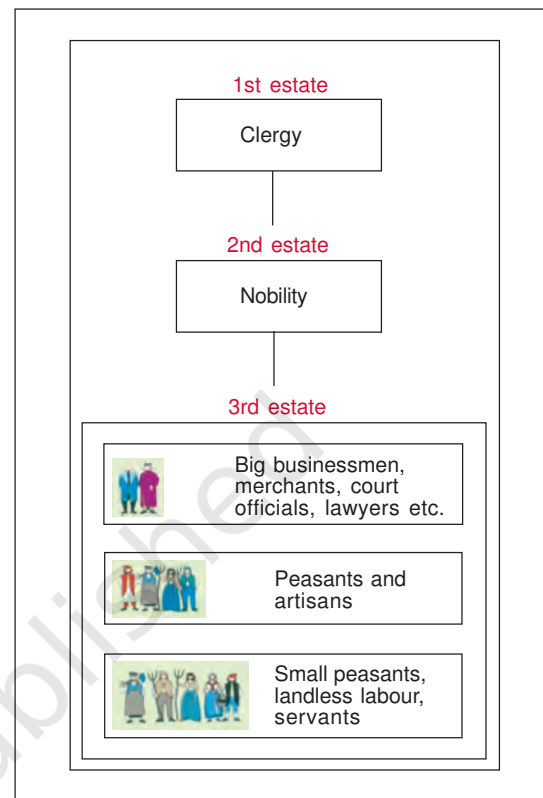 1st estate
Clergy
2nd estate
Nobility
3rd estate
Big businessmen,
merchants, court
officials, lawyers etc.
Peasants and
artisans
Small peasants,
landless labour,
servants